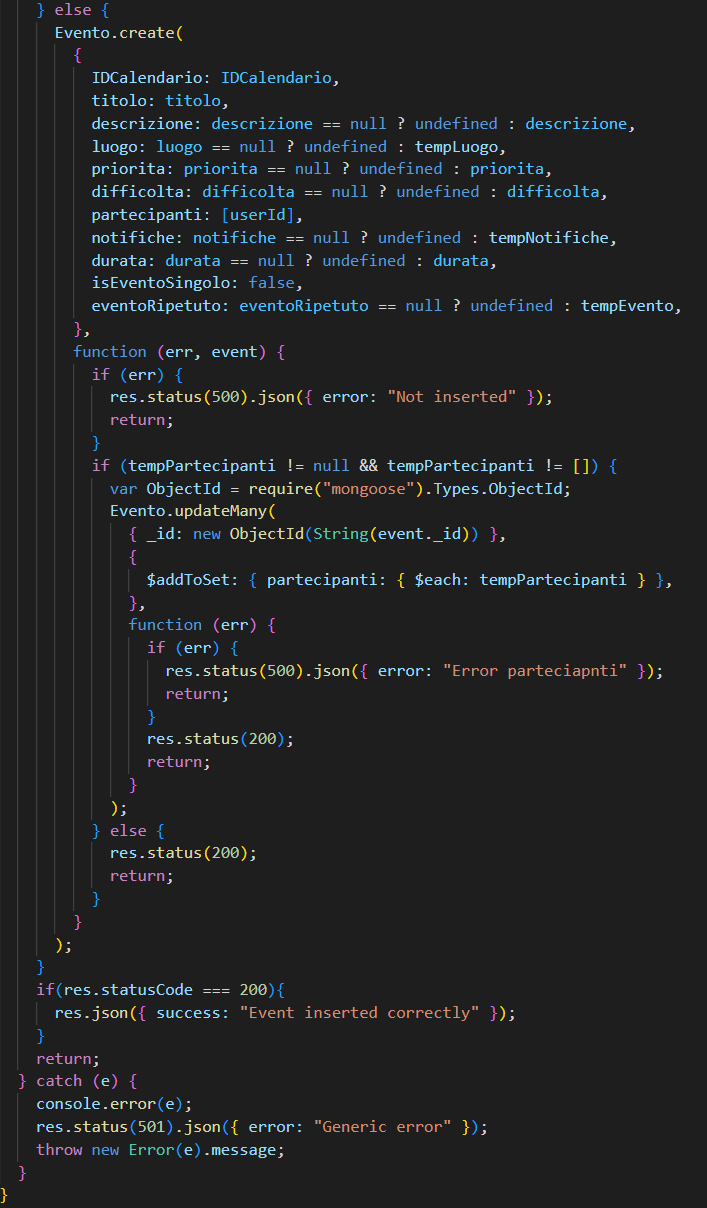 } else {
Evento.create(
{
IDCalendario: IDCalendario,
titolo: titolo,
descrizione: descrizione == null ? undefined : descrizione,
luogo: luogo == null ? undefined : tempLuogo,
priorita: priorita == null ? undefined : priorita,
difficolta: difficolta == null ? undefined : difficolta,
partecipanti: [userId],
notifiche: notifiche == null ? undefined : tempNotifiche,
durata: durata == null ? undefined : durata,
isEventoSingolo: false,
eventoRipetuto: eventoRipetuto == null ? undefined : tempEvento,
},
function (err, event) {
if (err) {
res.status(500).json({ error: "Not inserted" });
return;
}
if (tempPartecipanti != null && tempPartecipanti != []) {
var ObjectId = require("mongoose").Types.ObjectId;
Evento.updateMany(
{ _id: new ObjectId(String(event._id)) },
{
$addToSet: { partecipanti: { $each: tempPartecipanti } },
},
function (err) {
if (err) {
res.status(500).json({ error: "Error parteciapnti" });
return;
}
res.status(200);
return;
}
);
} else {
res.status(200);
return;
}
}
);
}
if(res.statusCode === 200){
res.json({ success: "Event inserted correctly" });
}
return;
} catch (e) {
console.error(e);
res.status(501).json({ error: "Generic error" });
throw new Error(e).message;
}
}